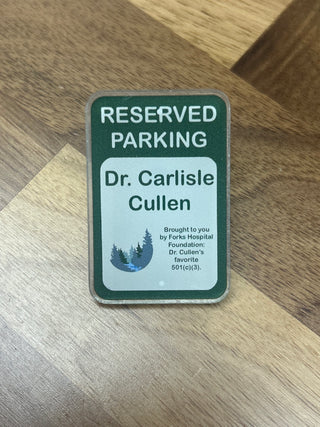 RESERVED
PARKING
Dr. Carlisle
Cullen
Brought to you
by Forks Hospital
Foundation:
Dr. Cullen's
favorite
501(c)(3).